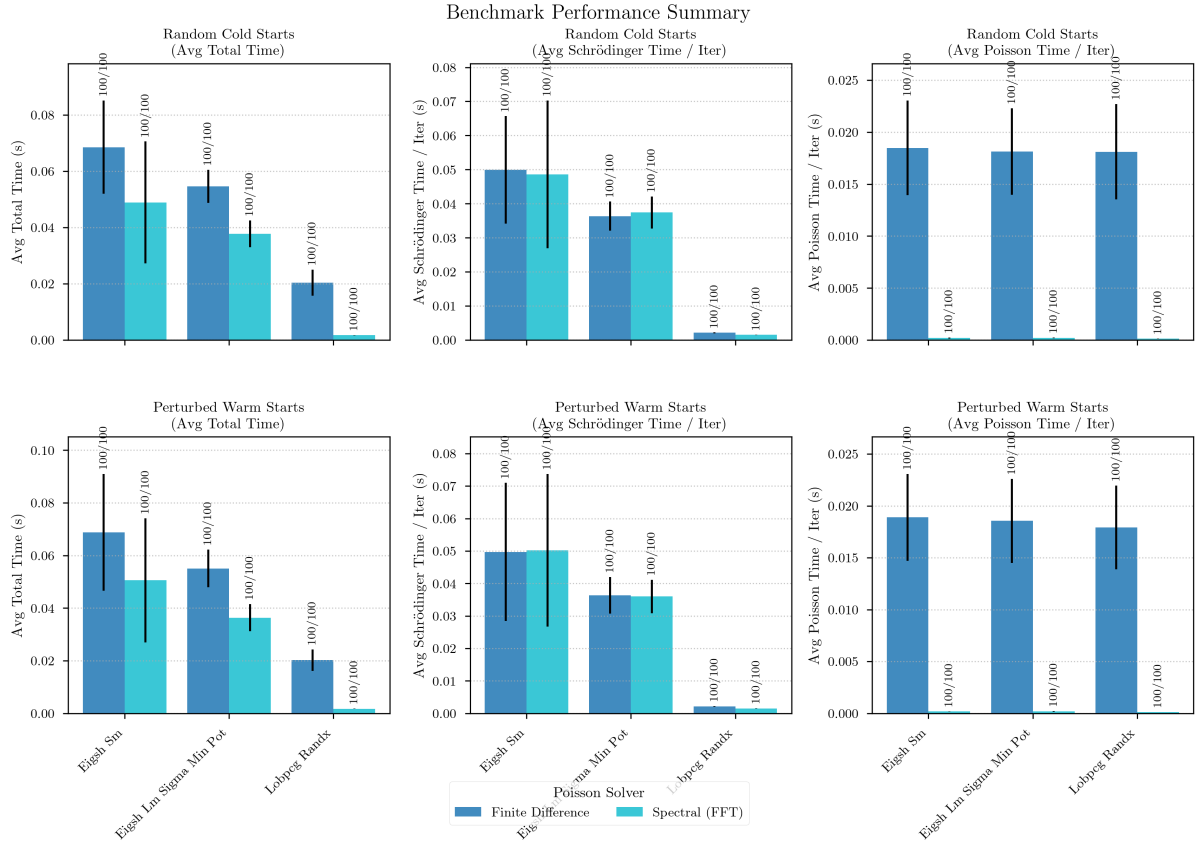 Benchmark Performance Summary
Random Cold Starts
(Avg Total Time)
Avg Total Time (s)
0.00
0.02
0.04
0.06
0.08
100/100
100/100
100/100
100/100
100/100
100/100
Random Cold Starts
(Avg Schrödinger Time / Iter)
Avg Schrödinger Time / Iter (s)
0.00
0.01
0.02
0.03
0.04
0.05
0.06
0.07
0.08
100/100
100/100
100/100
100/100
100/100
100/100
Random Cold Starts
(Avg Poisson Time / Iter)
Avg Poisson Time / Iter (s)
0.000
0.005
0.010
0.015
0.020
0.025
100/100
100/100
100/100
100/100
100/100
100/100
Perturbed Warm Starts
(Avg Total Time)
Avg Total Time (s)
0.00
0.02
0.04
0.06
0.08
0.10
100/100
100/100
100/100
100/100
100/100
100/100
Eigsh Sm
Eigsh Lm Sigma Min Pot
Lobpcg Randx
Perturbed Warm Starts
(Avg Schrödinger Time / Iter)
Avg Schrödinger Time / Iter (s)
0.00
0.01
0.02
0.03
0.04
0.05
0.06
0.07
0.08
100/100
100/100
100/100
100/100
100/100
100/100
Eigsh Sm
Eigsh Lm Sigma Min Pot
Lobpcg Randx
Perturbed Warm Starts
(Avg Poisson Time / Iter)
Avg Poisson Time / Iter (s)
0.000
0.005
0.010
0.015
0.020
0.025
100/100
100/100
100/100
100/100
100/100
100/100
Eigsh Sm
Eigsh Lm Sigma Min Pot
Lobpcg Randx
Poisson Solver
Finite Difference
Spectral (FFT)